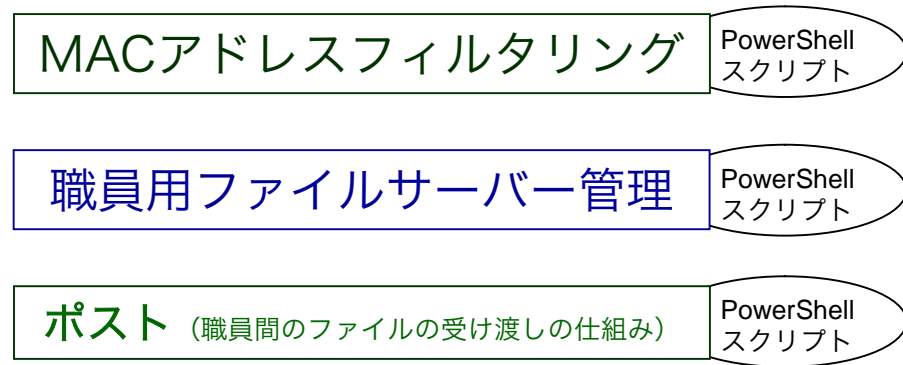 MACアドレスフィルタリング
PowerShell
スクリプト
職員用ファイルサーバー管理
PowerShell
スクリプト
ポスト（職員間のファイルの受け渡しの仕組み）
PowerShell
スクリプト